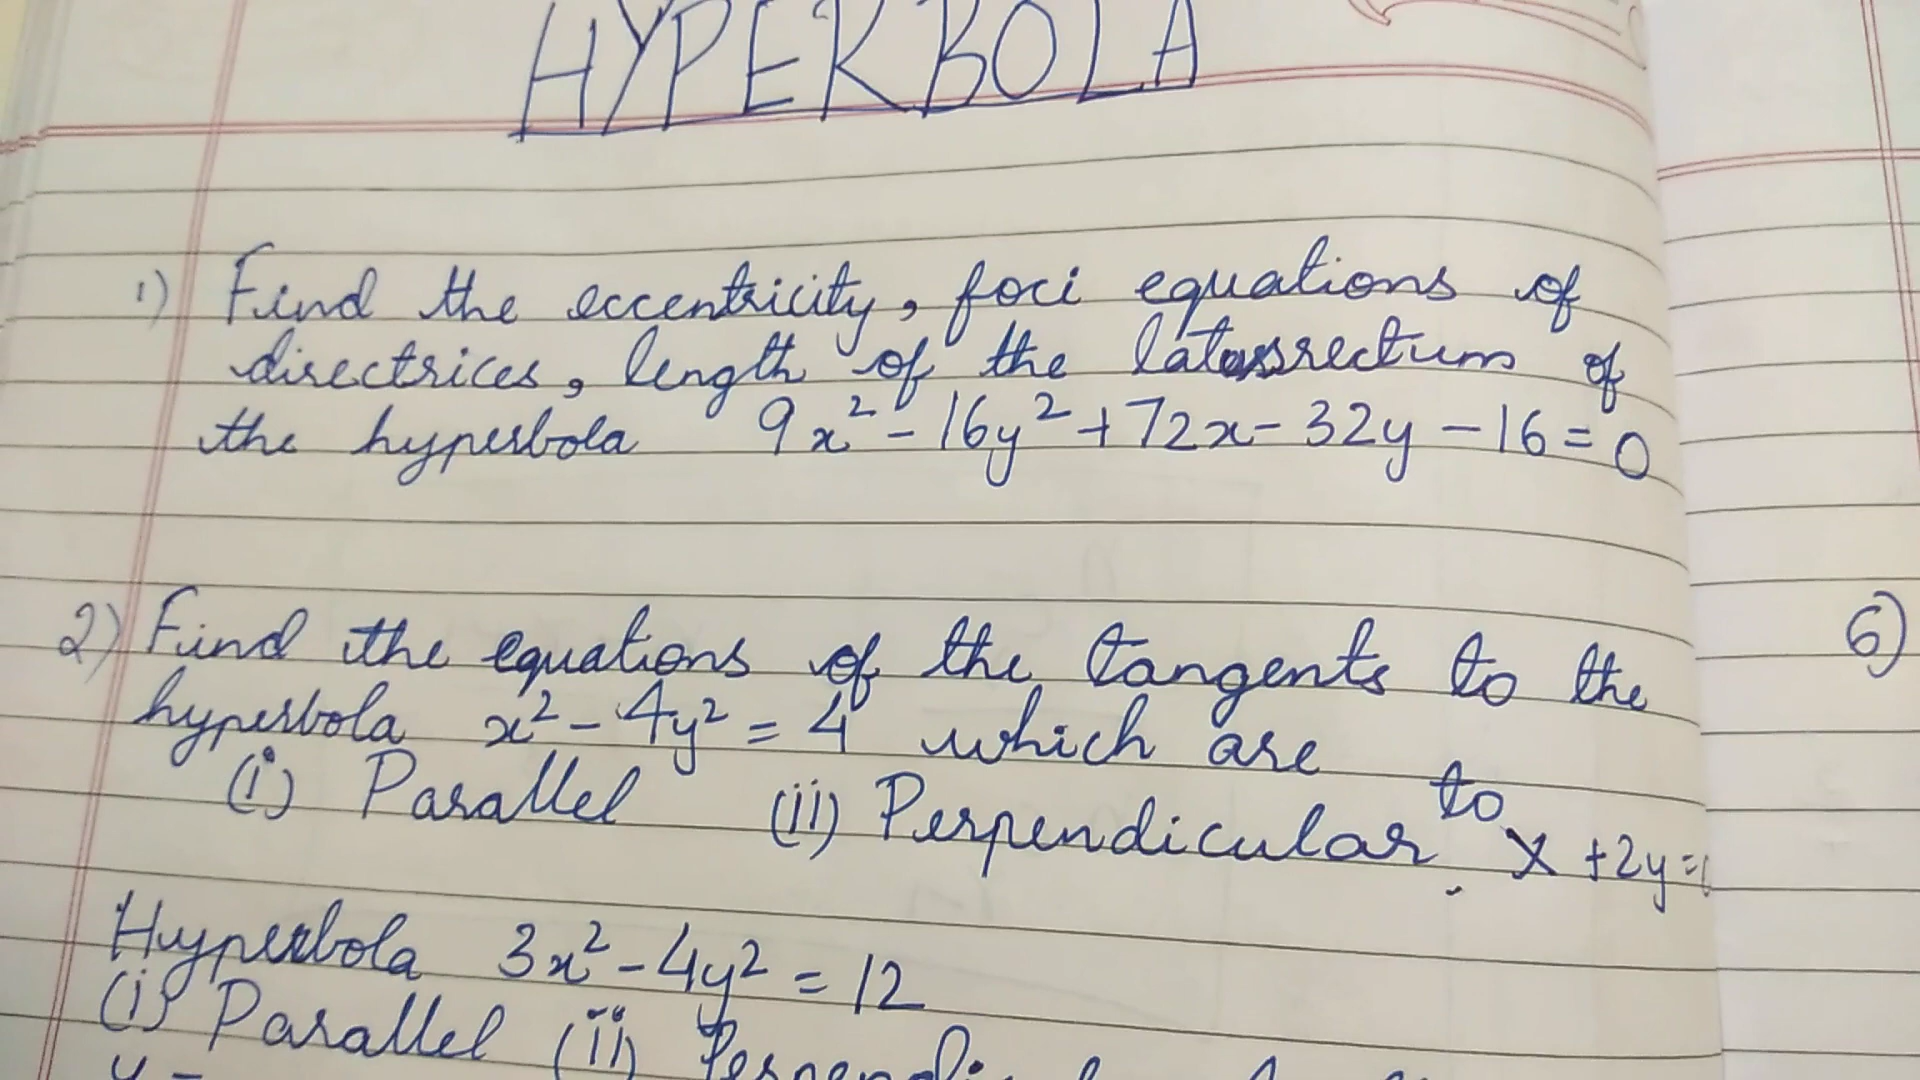 HYPERBOLA
1) Find the eccentricity, foci equations of
directrices, length of the latusrectum of
the hyperbola 9x² - 16y² + 72x - 32y - 16 = 0
2) Find the equations of the tangents to the
hyperbola x² - 4y² = 4 which are
(i) Parallel (ii) Perpendicular to x + 2y =
6)
Hyperbola 3x² - 4y² = 12
(i) Parallel (ii)